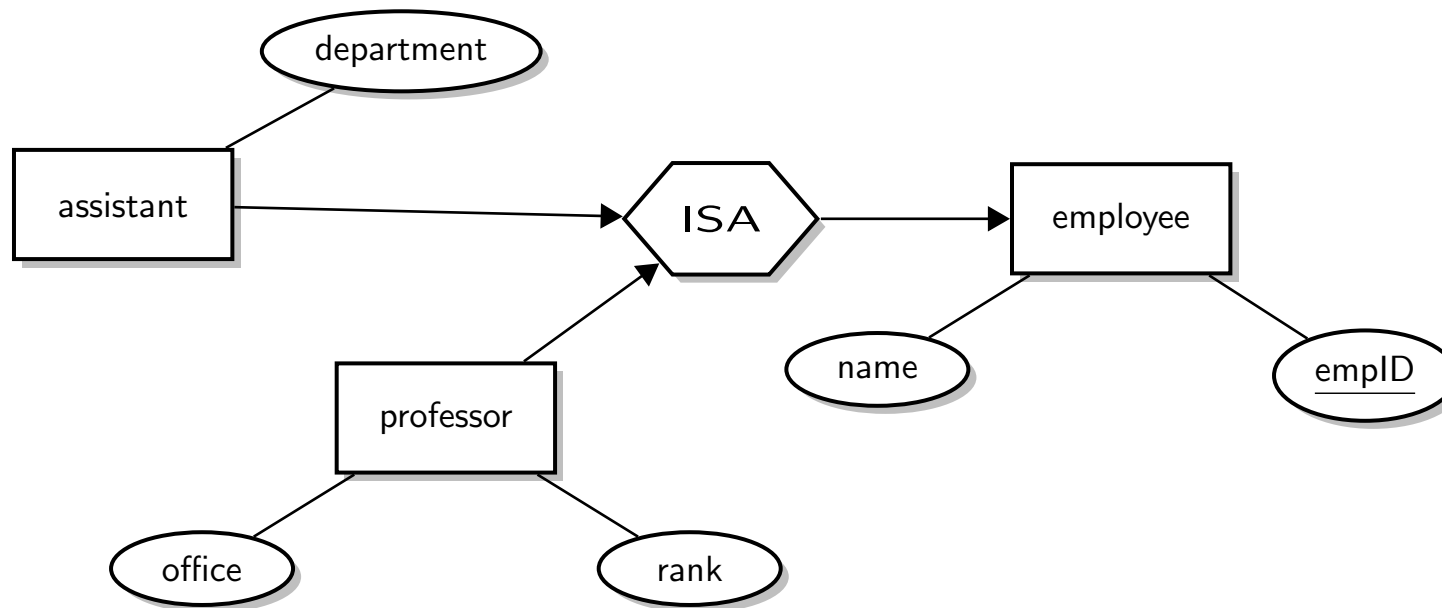 department
assistant
ISA
employee
name
empID
professor
office
rank